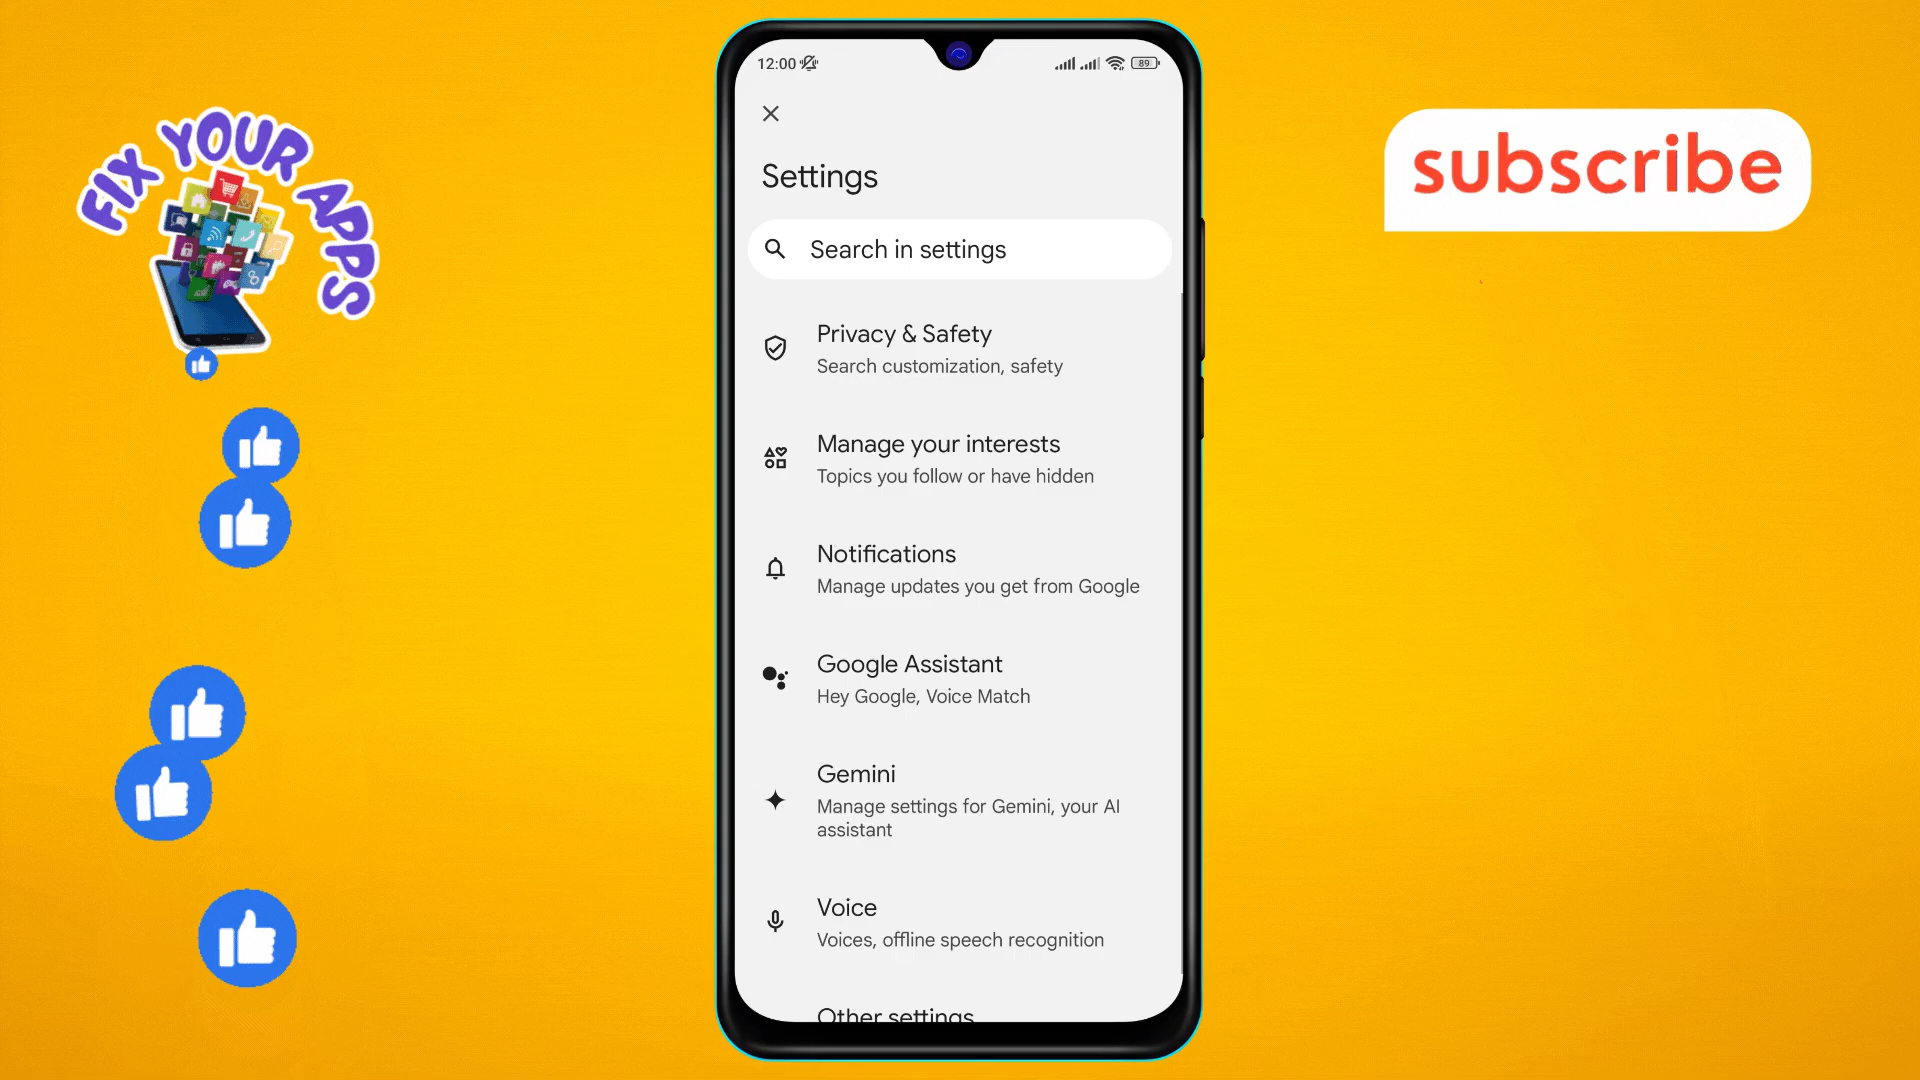 FIX YOUR APPS
subscribe
12:00
89
Settings
Search in settings
Privacy & Safety
Search customization, safety
Manage your interests
Topics you follow or have hidden
Notifications
Manage updates you get from Google
Google Assistant
Hey Google, Voice Match
Gemini
Manage settings for Gemini, your AI
assistant
Voice
Voices, offline speech recognition
Other settings